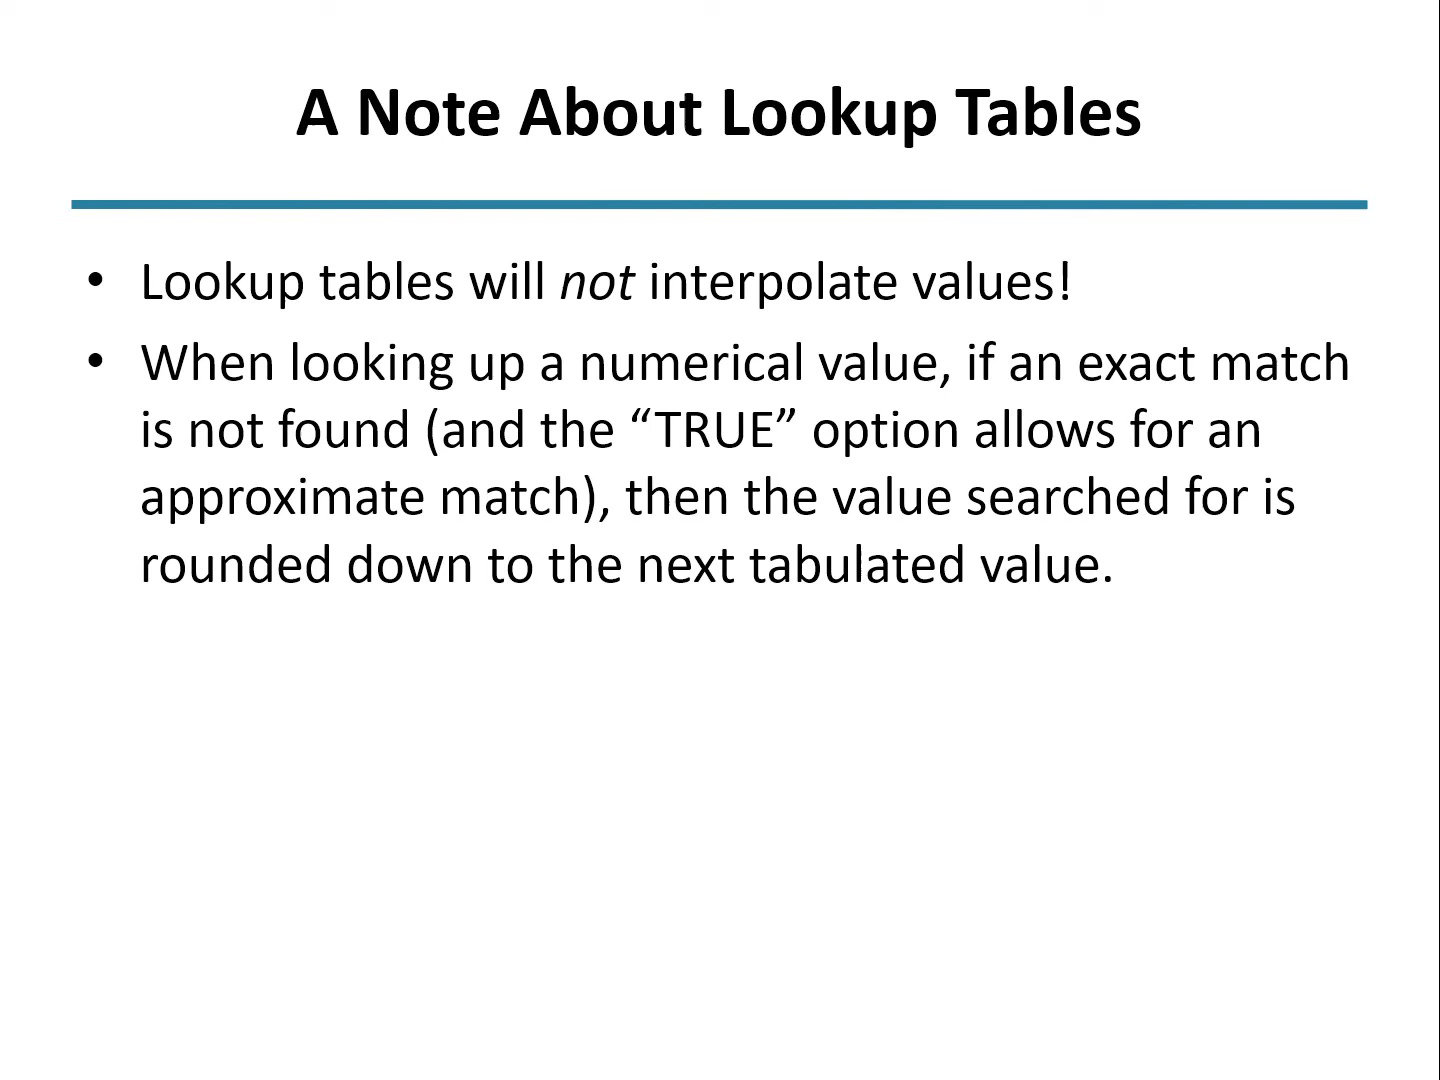 A Note About Lookup Tables
• Lookup tables will not interpolate values!
• When looking up a numerical value, if an exact match
is not found (and the “TRUE” option allows for an
approximate match), then the value searched for is
rounded down to the next tabulated value.